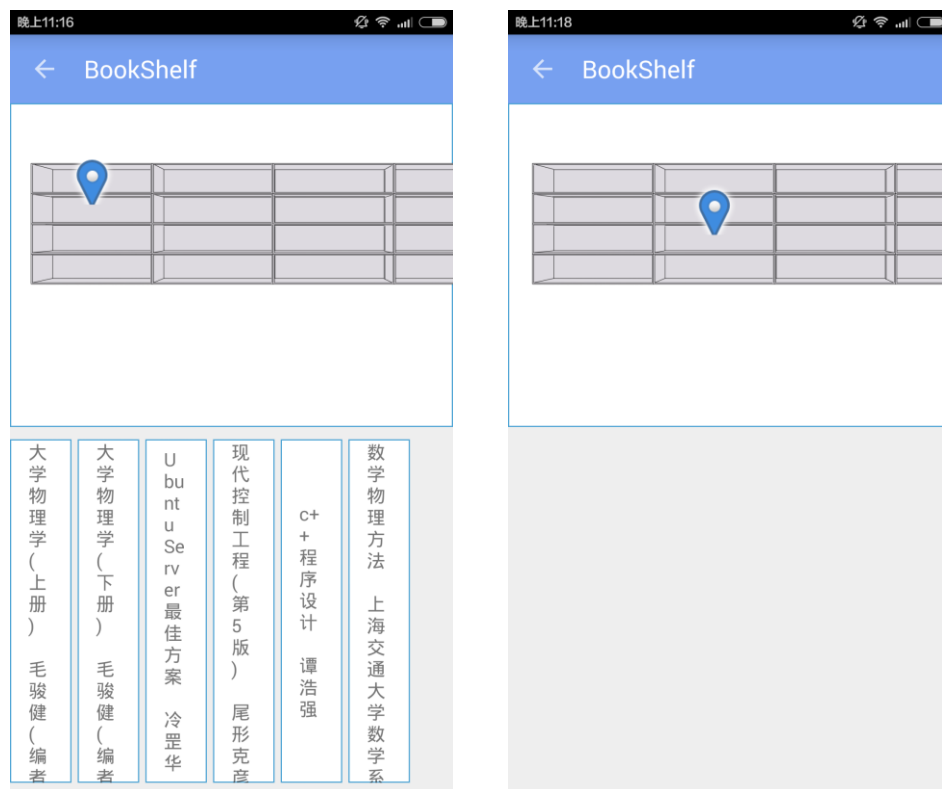 晚上11:16
BookShelf
大学物理学(上册) 毛骏健(编者
大学物理学(下册) 毛骏健(编者
Ubuntu Server最佳方案 冷罡华
现代控制工程(第5版) 尾形克彦
c++程序设计 谭浩强
数学物理方法 上海交通大学数学系
晚上11:18
BookShelf